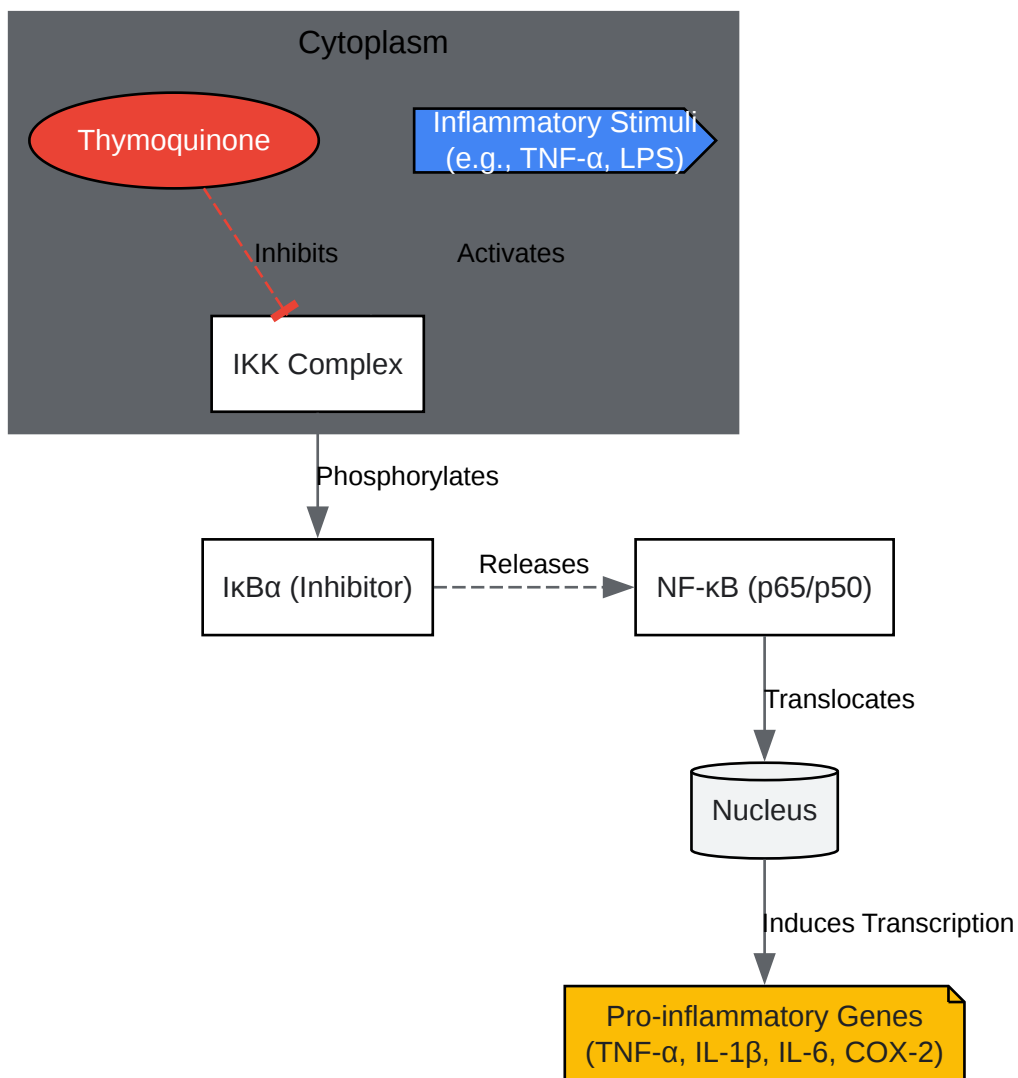 Cytoplasm
Thymoquinone
Inflammatory Stimuli
(e.g., TNF-α, LPS)
Inhibits
Activates
IKK Complex
Phosphorylates
IκBα (Inhibitor)
Releases
NF-κB (p65/p50)
Translocates
Nucleus
Induces Transcription
Pro-inflammatory Genes
(TNF-α, IL-1β, IL-6, COX-2)